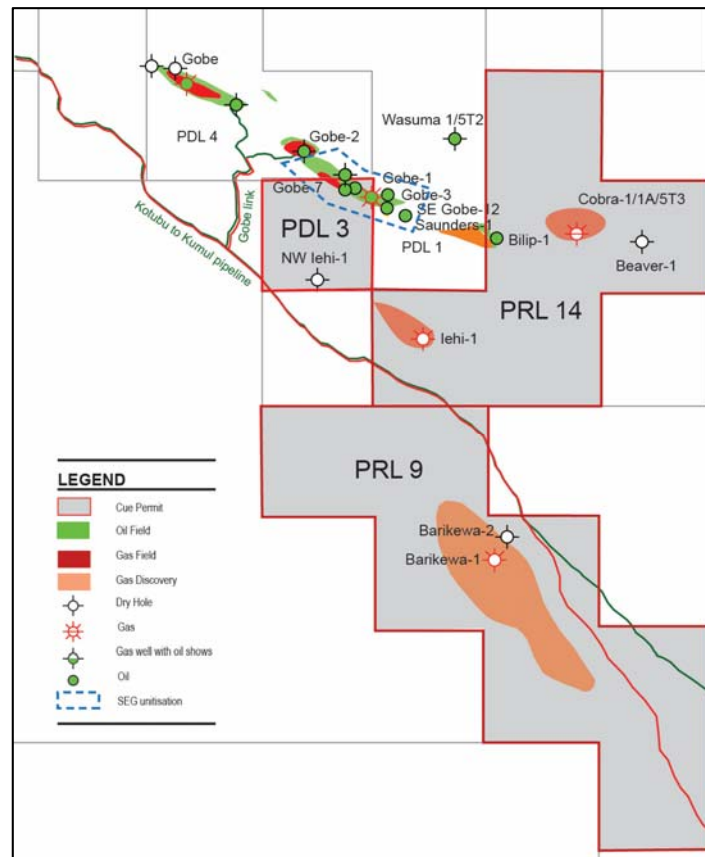 Gobe
Wasuma 1/5T2
PDL 4
Gobe-2
Gobe-1
Gobe-7
Gobe-3
SE Gobe-12
Saunders-1
Cobra-1/1A/5T3
Kotubu to Kumul pipeline
Gobe link
PDL 3
PDL 1
Bilip-1
Beaver-1
NW Iehi-1
PRL 14
Iehi-1
PRL 9
Barikewa-2
Barikewa-1
LEGEND
Cue Permit
Oil Field
Gas Field
Gas Discovery
Dry Hole
Gas
Gas well with oil shows
Oil
SEG unitisation